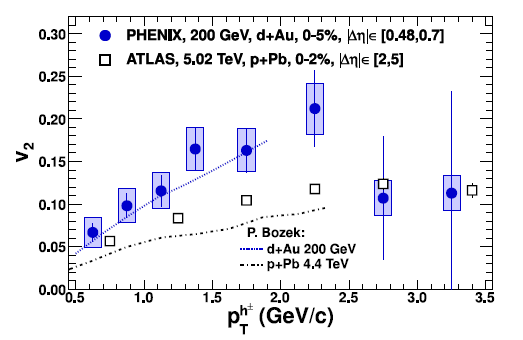 PHENIX, 200 GeV, d+Au, 0-5%, |Δη|∈ [0.48,0.7]
ATLAS, 5.02 TeV, p+Pb, 0-2%, |Δη|∈ [2,5]
0.30
0.25
0.20
0.15
0.10
0.05
0.00
v2
P. Bozek:
d+Au 200 GeV
p+Pb 4.4 TeV
0.5 1.0 1.5 2.0 2.5 3.0 3.5
p_T^{h±} (GeV/c)